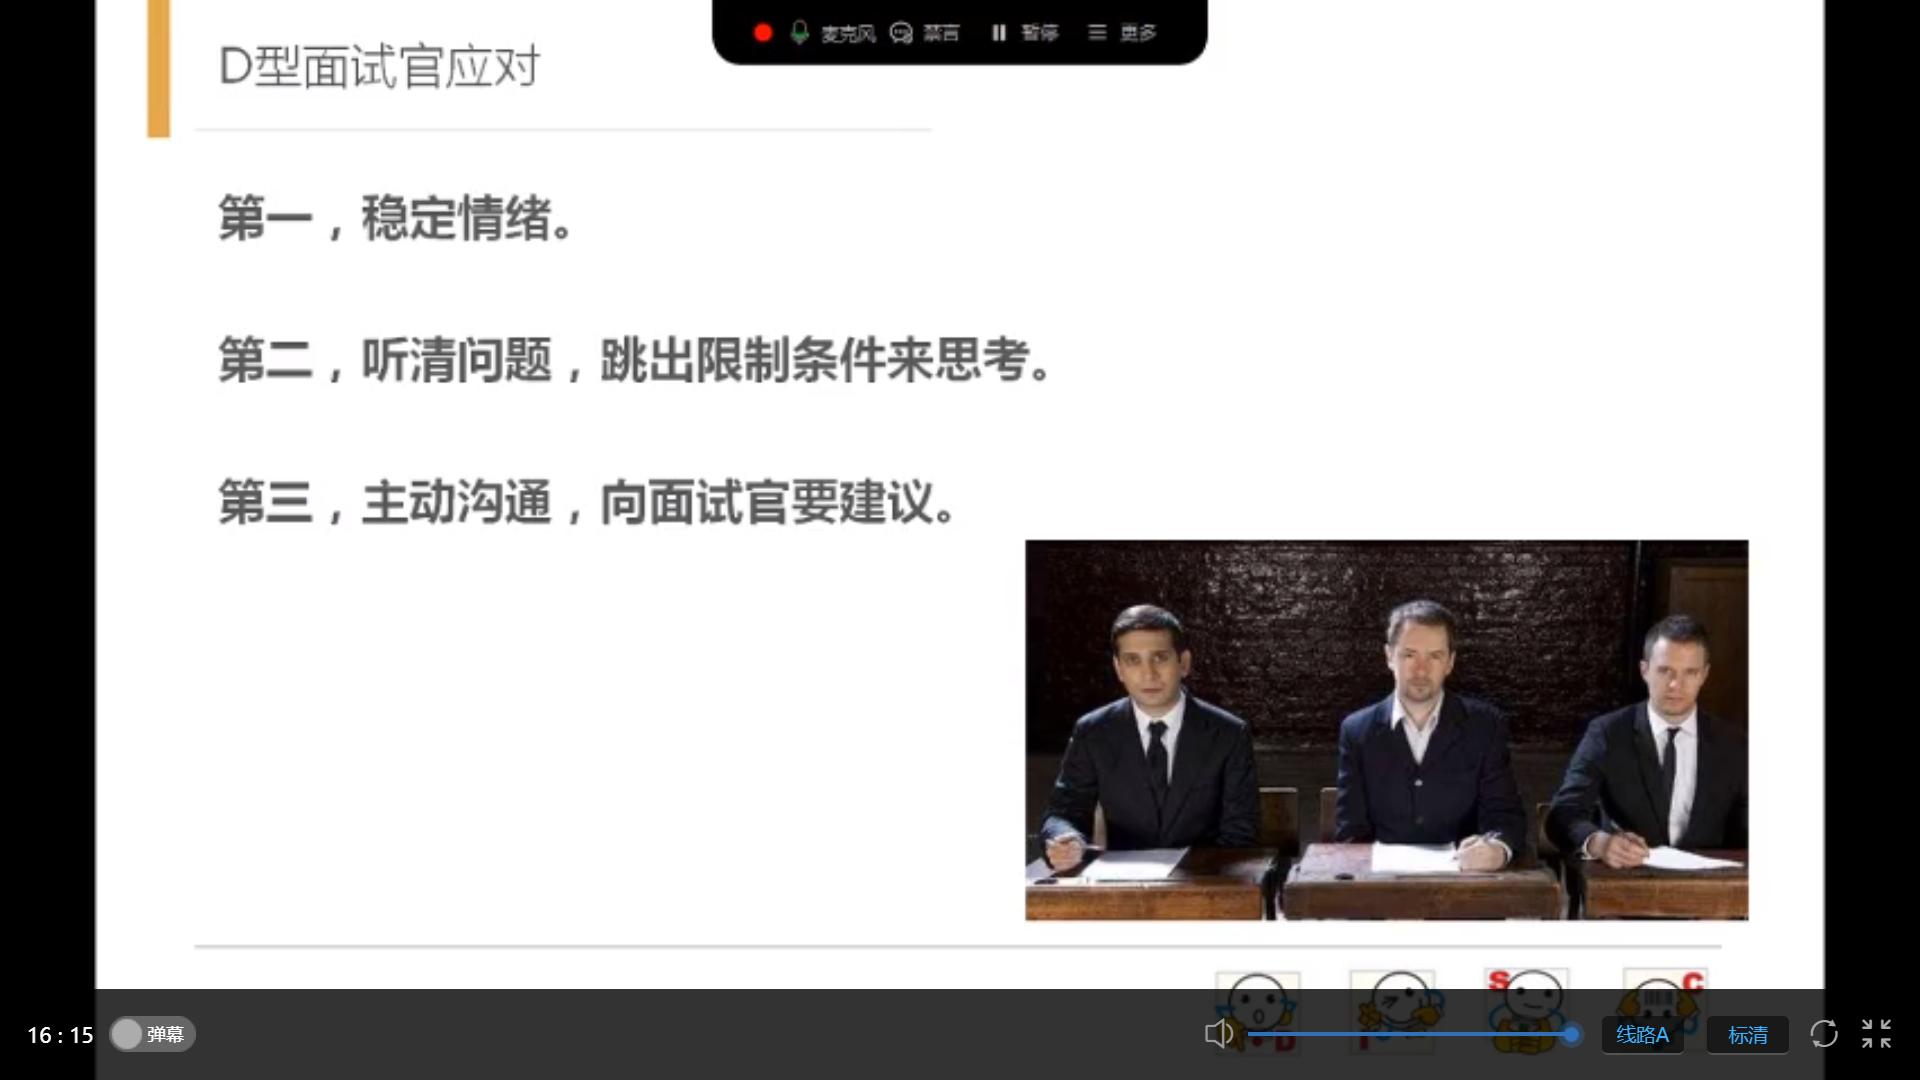 麦克风 禁言 暂停 更多
D型面试官应对
第一，稳定情绪。
第二，听清问题，跳出限制条件来思考。
第三，主动沟通，向面试官要建议。
D I S C
16 : 15 弹幕 线路A 标清